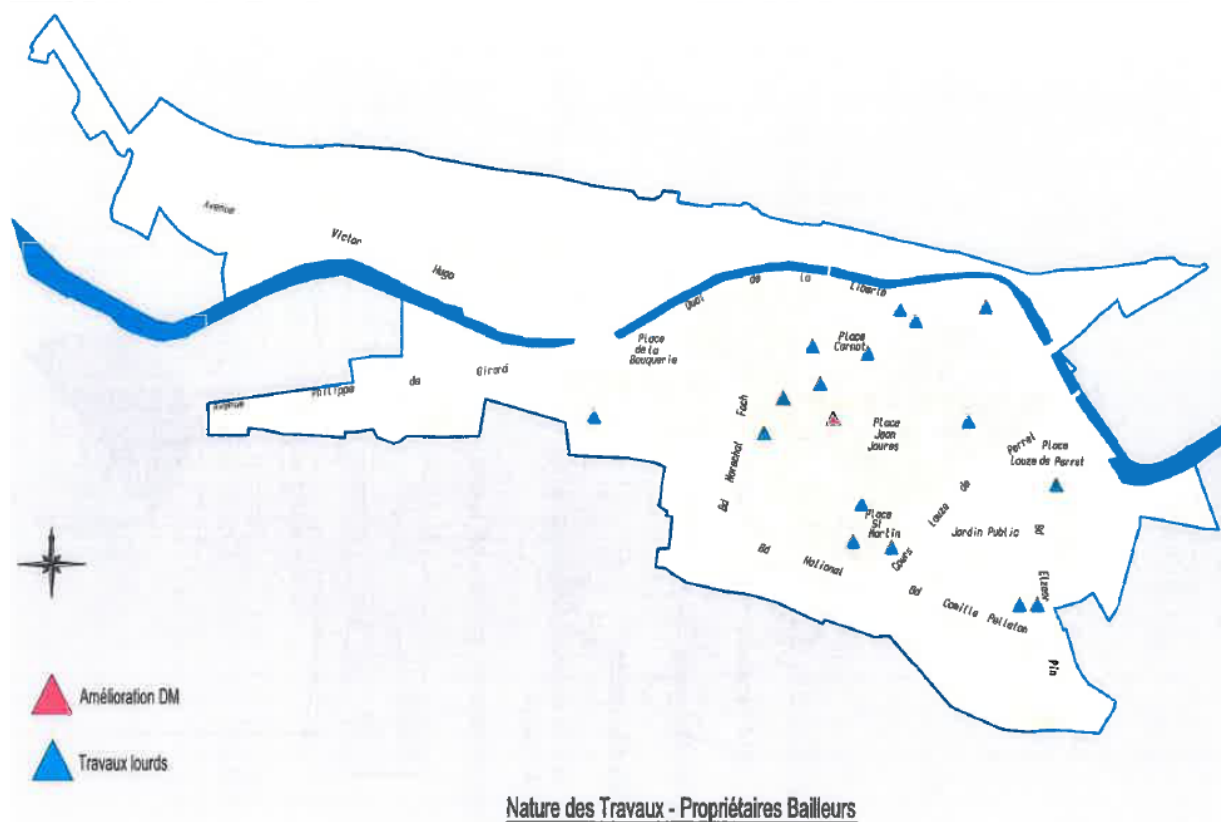 Avenue
Victor
Hugo
Quai
de
la
Liberté
Place
de la
Bouquerie
Place
Carnot
Avenue
Philippe
de
Girard
Bd Maréchal Foch
Place
Jean
Jaures
Perret
Place
Louze de Perret
Place
St
Martin
Cours
Louze
de
Jardin Public
Bd
Elzear
Pin
Bd
National
Bd
Camille Pelletan
Amélioration DM
Travaux lourds
Nature des Travaux - Propriétaires Bailleurs